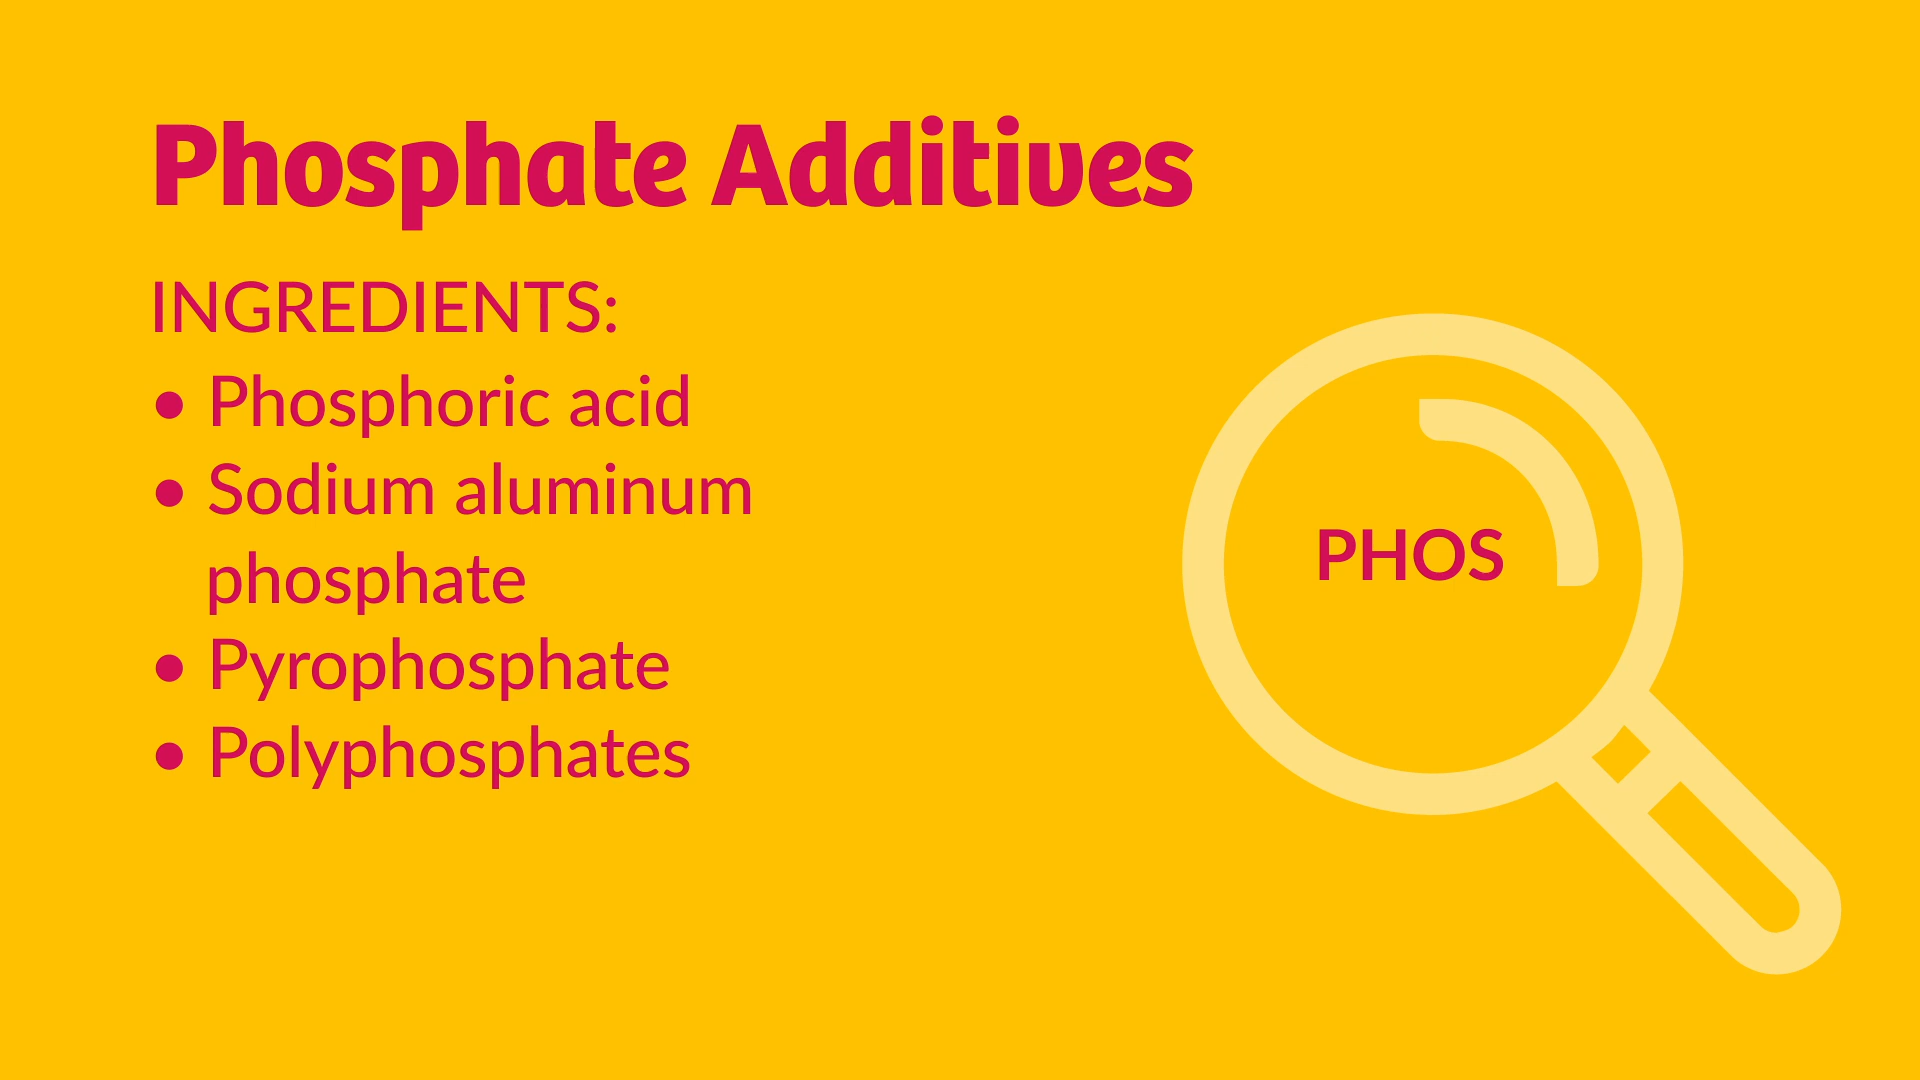 Phosphate Additives
INGREDIENTS:
• Phosphoric acid
• Sodium aluminum
phosphate
• Pyrophosphate
• Polyphosphates
PHOS